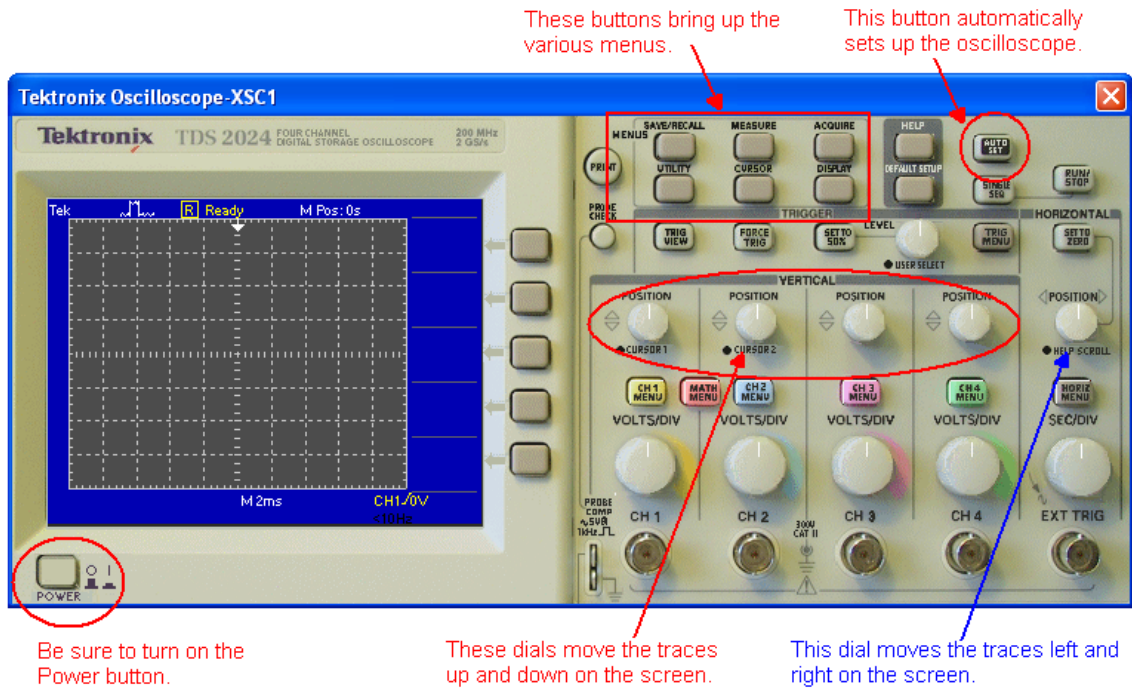 These buttons bring up the
various menus.
This button automatically
sets up the oscilloscope.
Tektronix Oscilloscope-XSC1
Tektronix TDS 2024 FOUR CHANNEL
DIGITAL STORAGE OSCILLOSCOPE
200 MHz
2 GS/s
MENUS
SAVE/RECALL
MEASURE
ACQUIRE
HELP
AUTO
SET
PRINT
UTILITY
CURSOR
DISPLAY
DEFAULT SETUP
SINGLE
SEQ
RUN/
STOP
Tek
R Ready
M Pos: 0s
PROBE
CHECK
TRIGGER
HORIZONTAL
TRIG
VIEW
FORCE
TRIG
SET TO
50%
LEVEL
USER SELECT
TRIG
MENU
SET TO
ZERO
VERTICAL
POSITION
POSITION
POSITION
POSITION
POSITION
CURSOR 1
CURSOR 2
HELP SCROLL
CH 1
MENU
MATH
MENU
CH 2
MENU
CH 3
MENU
CH 4
MENU
HORIZ
MENU
VOLTS/DIV
VOLTS/DIV
VOLTS/DIV
VOLTS/DIV
SEC/DIV
M 2ms
CH1 / 0V
<10Hz
PROBE
COMP
~5V@
1kHz
CH 1
CH 2
300V
CAT II
CH 3
CH 4
EXT TRIG
POWER
Be sure to turn on the
Power button.
These dials move the traces
up and down on the screen.
This dial moves the traces left and
right on the screen.